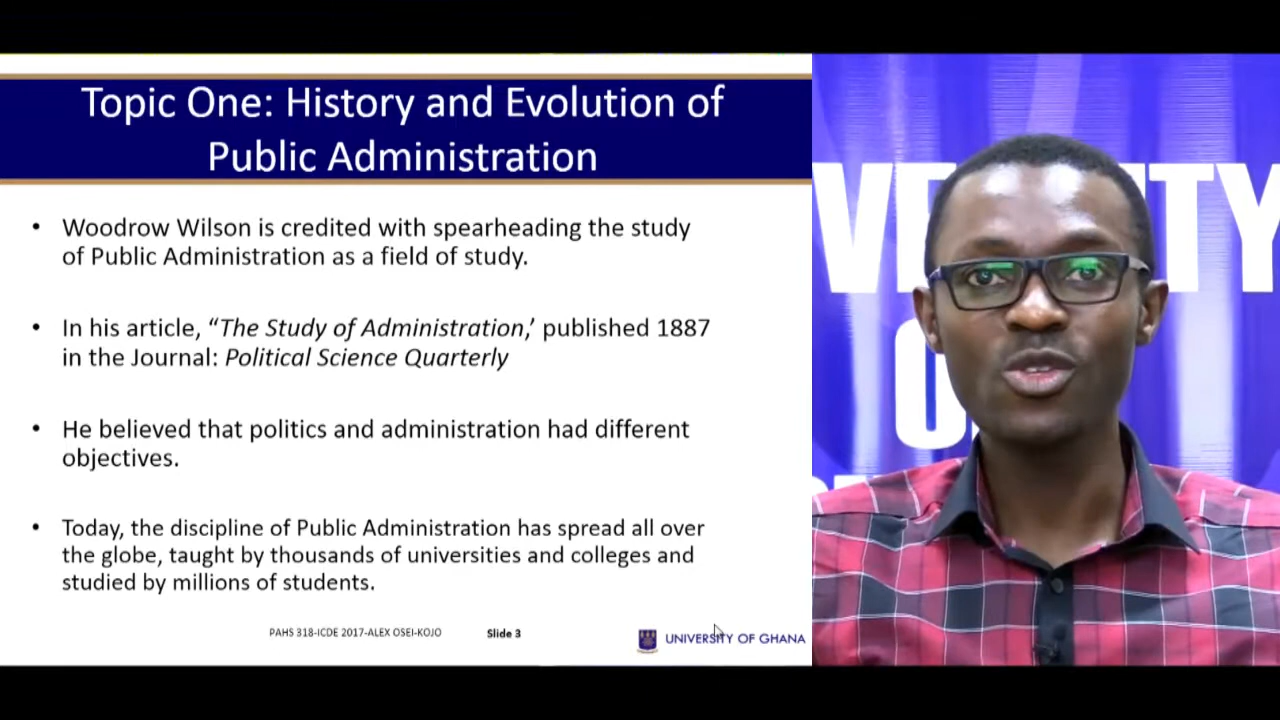 Topic One: History and Evolution of
Public Administration
• Woodrow Wilson is credited with spearheading the study
of Public Administration as a field of study.
• In his article, “The Study of Administration,’ published 1887
in the Journal: Political Science Quarterly
• He believed that politics and administration had different
objectives.
• Today, the discipline of Public Administration has spread all over
the globe, taught by thousands of universities and colleges and
studied by millions of students.
PAHS 318-ICDE 2017-ALEX OSEI-KOJO
Slide 3
UNIVERSITY OF GHANA